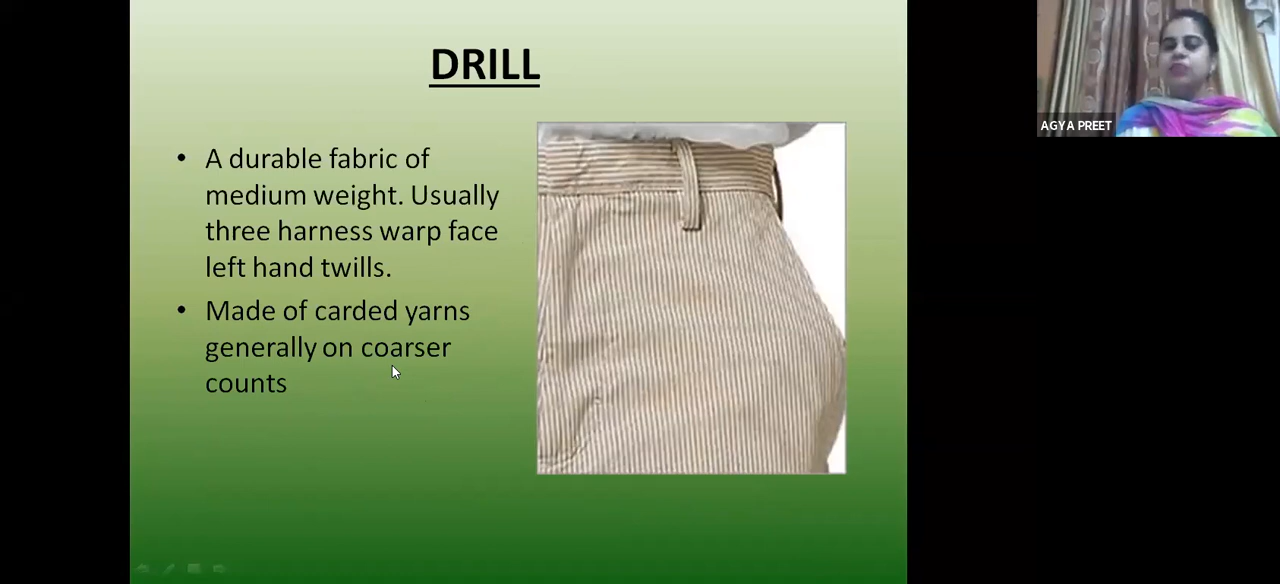 DRILL
• A durable fabric of
medium weight. Usually
three harness warp face
left hand twills.
• Made of carded yarns
generally on coarser
counts
AGYA PREET